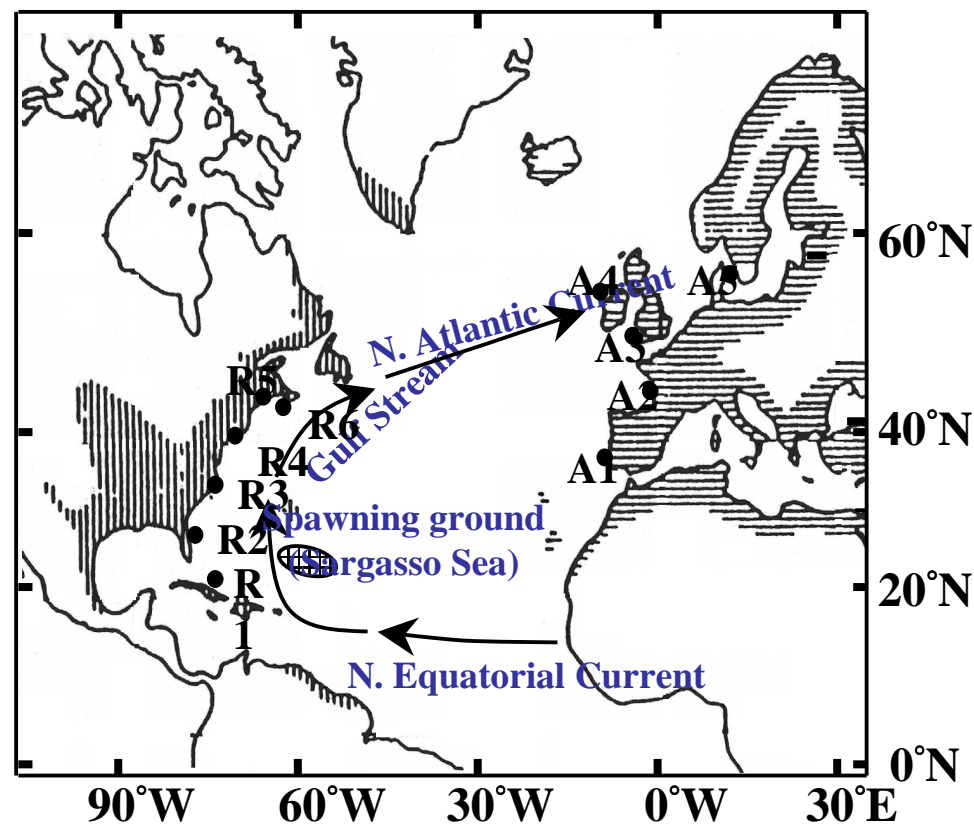 60°N
A4
A5
N. Atlantic Current
A3
R5
A2
Gulf Stream
R6
40°N
R4
A1
R3
Spawning ground
R2
(Sargasso Sea)
R
1
20°N
N. Equatorial Current
0°N
90°W
60°W
30°W
0°W
30°E